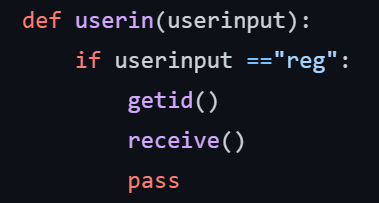 def userin(userinput):
    if userinput =="reg":
        getid()
        receive()
        pass